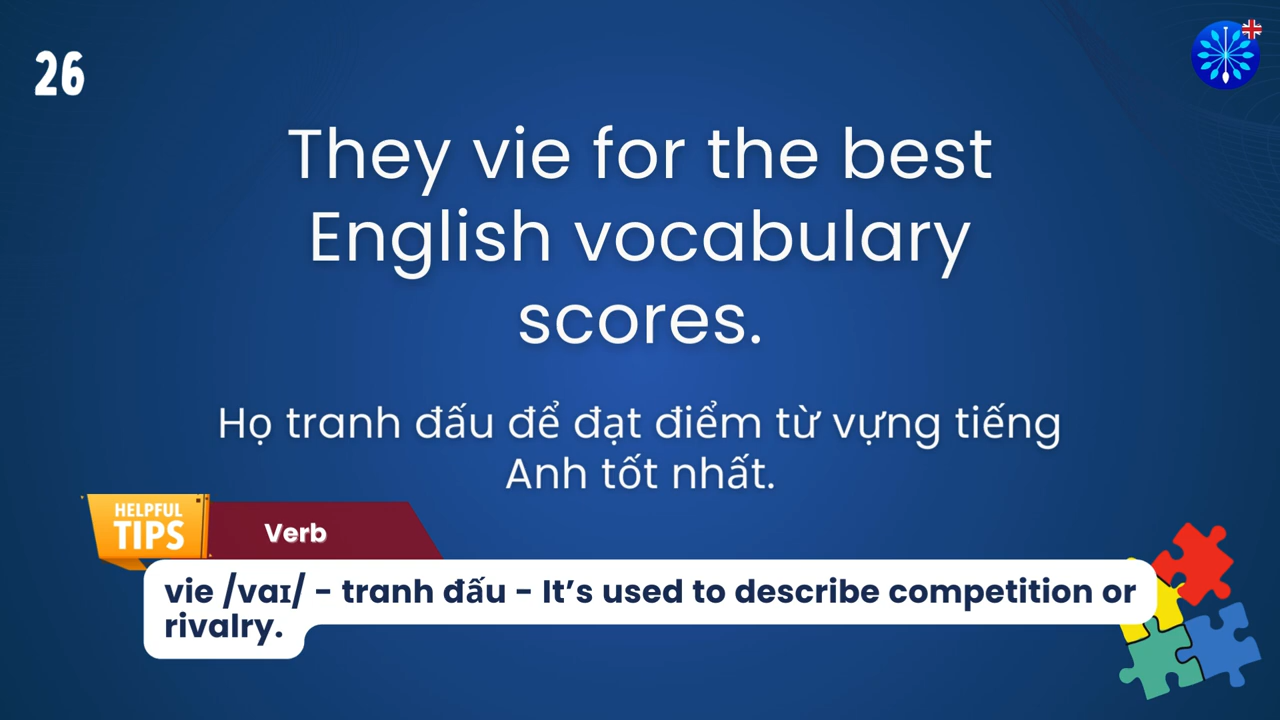 26
They vie for the best
English vocabulary
scores.
Họ tranh đấu để đạt điểm từ vựng tiếng
Anh tốt nhất.
HELPFUL
TIPS
Verb
vie /vaɪ/ - tranh đấu - It’s used to describe competition or
rivalry.